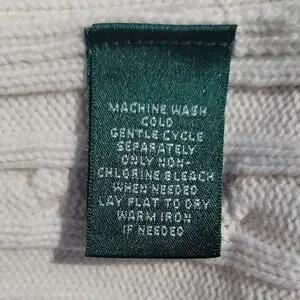 MACHINE WASH
COLD
GENTLE CYCLE
SEPARATELY
ONLY NON-
CHLORINE BLEACH
WHEN NEEDED
LAY FLAT TO DRY
WARM IRON
IF NEEDED